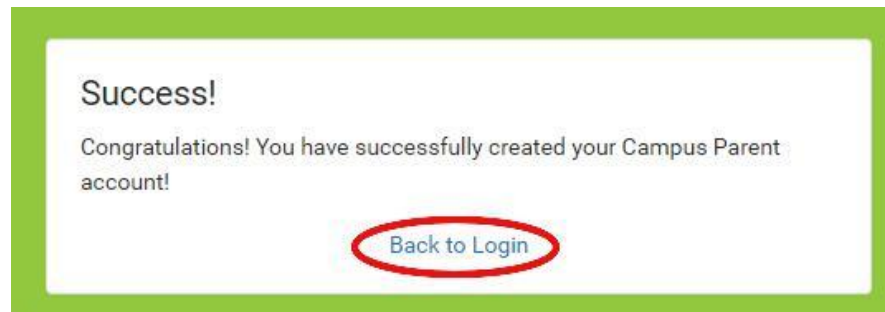 Success!
Congratulations! You have successfully created your Campus Parent
account!
Back to Login